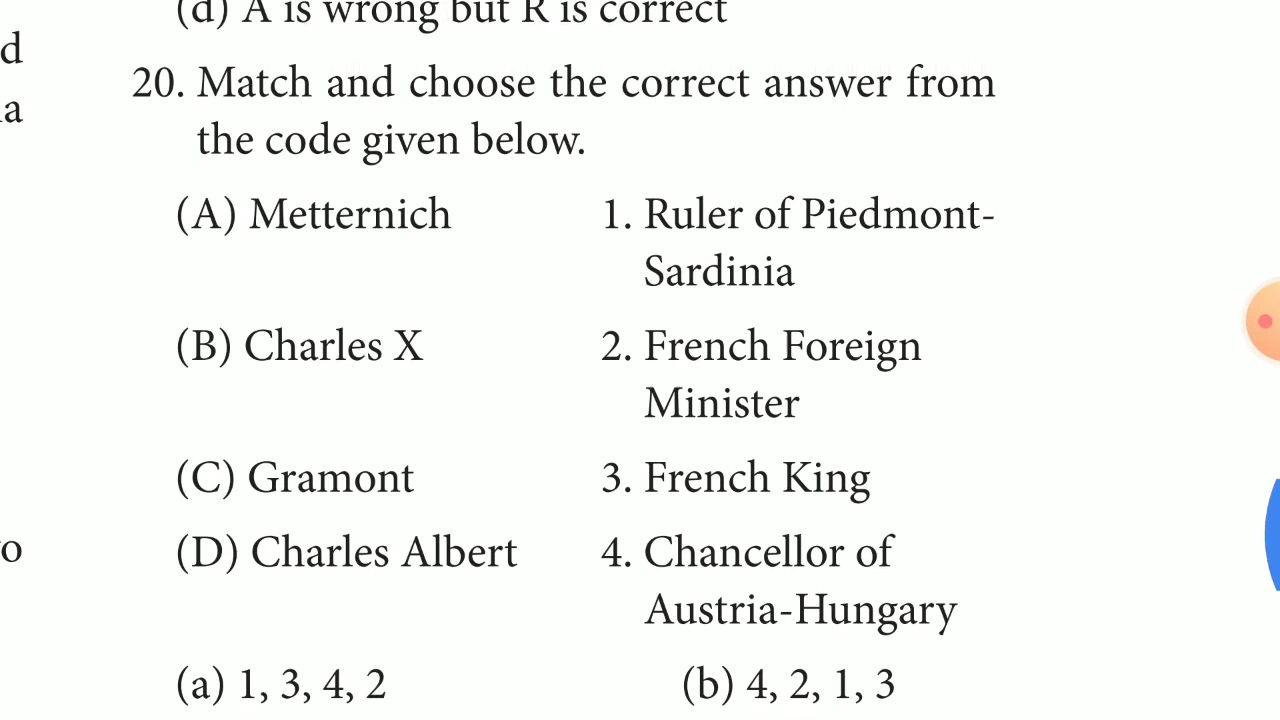 (d) A is wrong but R is correct
d
20. Match and choose the correct answer from
a
the code given below.
(A) Metternich 1. Ruler of Piedmont-
Sardinia
(B) Charles X 2. French Foreign
Minister
(C) Gramont 3. French King
o (D) Charles Albert 4. Chancellor of
Austria-Hungary
(a) 1, 3, 4, 2 (b) 4, 2, 1, 3